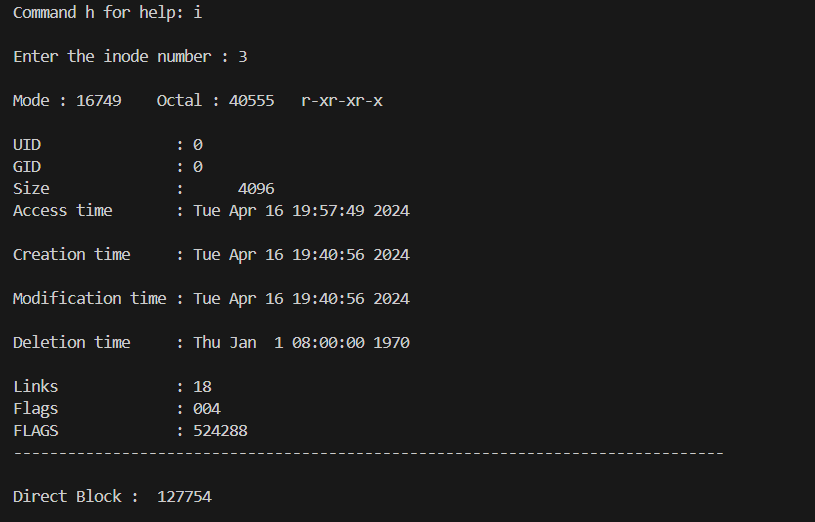 Command h for help: i
Enter the inode number : 3
Mode : 16749    Octal : 40555   r-xr-xr-x
UID               : 0
GID               : 0
Size              :      4096
Access time       : Tue Apr 16 19:57:49 2024
Creation time     : Tue Apr 16 19:40:56 2024
Modification time : Tue Apr 16 19:40:56 2024
Deletion time     : Thu Jan  1 08:00:00 1970
Links             : 18
Flags             : 004
FLAGS             : 524288
-------------------------------------------------------------------------------
Direct Block :  127754